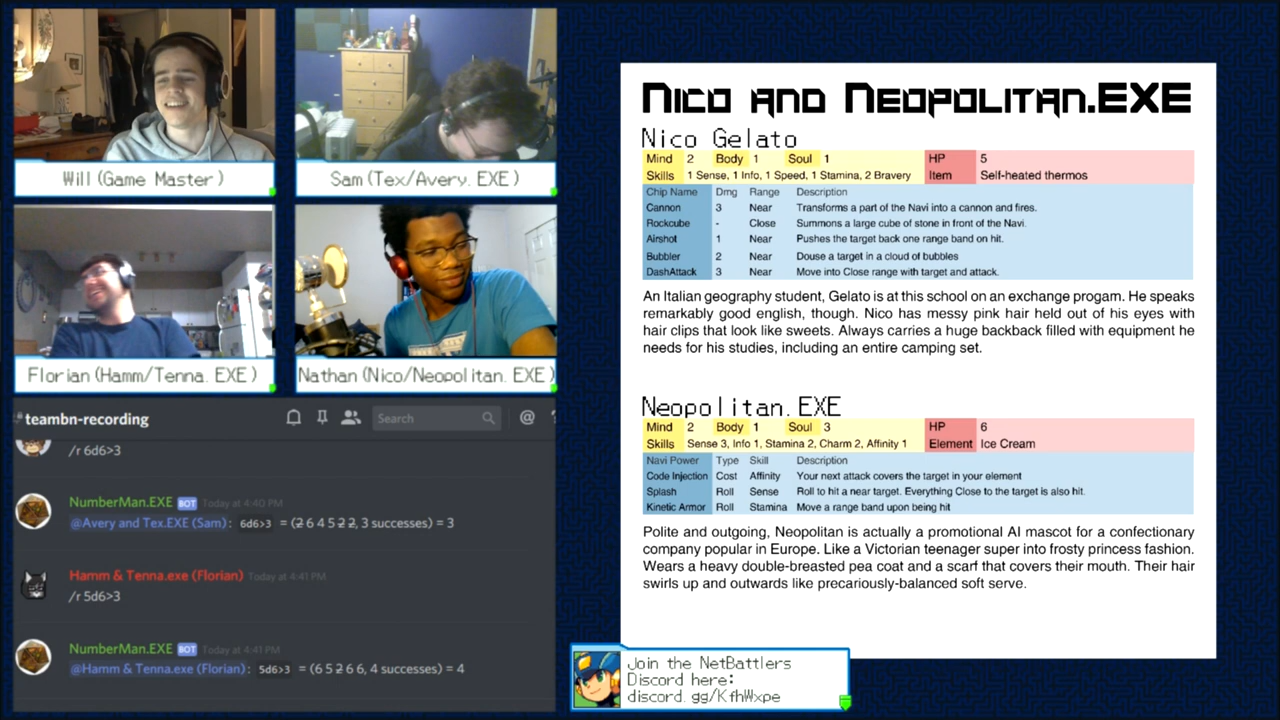 Will (Game Master)
Sam (Tex/Avery. EXE)
Florian (Hamm/Tenna. EXE)
Nathan (Nico/Neopolitan. EXE)
teambn-recording
Search
/r 6d6>3
NumberMan.EXE BOT Today at 4:40 PM
@Avery and Tex.EXE (Sam): 6d6>3 = (2 6 4 5 2 2, 3 successes) = 3
Hamm & Tenna.exe (Florian) Today at 4:41 PM
/r 5d6>3
NumberMan.EXE BOT Today at 4:41 PM
@Hamm & Tenna.exe (Florian): 5d6>3 = (6 5 2 6 6, 4 successes) = 4
Nico and Neopolitan.EXE
Nico Gelato
Mind 2 Body 1 Soul 1 HP 5
Skills 1 Sense, 1 Info, 1 Speed, 1 Stamina, 2 Bravery Item Self-heated thermos
Chip Name Dmg Range Description
Cannon 3 Near Transforms a part of the Navi into a cannon and fires.
Rockcube - Close Summons a large cube of stone in front of the Navi.
Airshot 1 Near Pushes the target back one range band on hit.
Bubbler 2 Near Douse a target in a cloud of bubbles
DashAttack 3 Near Move into Close range with target and attack.
An Italian geography student, Gelato is at this school on an exchange progam. He speaks
remarkably good english, though. Nico has messy pink hair held out of his eyes with
hair clips that look like sweets. Always carries a huge backback filled with equipment he
needs for his studies, including an entire camping set.
Neopolitan. EXE
Mind 2 Body 1 Soul 3 HP 6
Skills Sense 3, Info 1, Stamina 2, Charm 2, Affinity 1 Element Ice Cream
Navi Power Type Skill Description
Code Injection Cost Affinity Your next attack covers the target in your element
Splash Roll Sense Roll to hit a near target. Everything Close to the target is also hit.
Kinetic Armor Roll Stamina Move a range band upon being hit
Polite and outgoing, Neopolitan is actually a promotional AI mascot for a confectionary
company popular in Europe. Like a Victorian teenager super into frosty princess fashion.
Wears a heavy double-breasted pea coat and a scarf that covers their mouth. Their hair
swirls up and outwards like precariously-balanced soft serve.
Join the NetBattlers
Discord here:
discord. gg/KfhWxpe